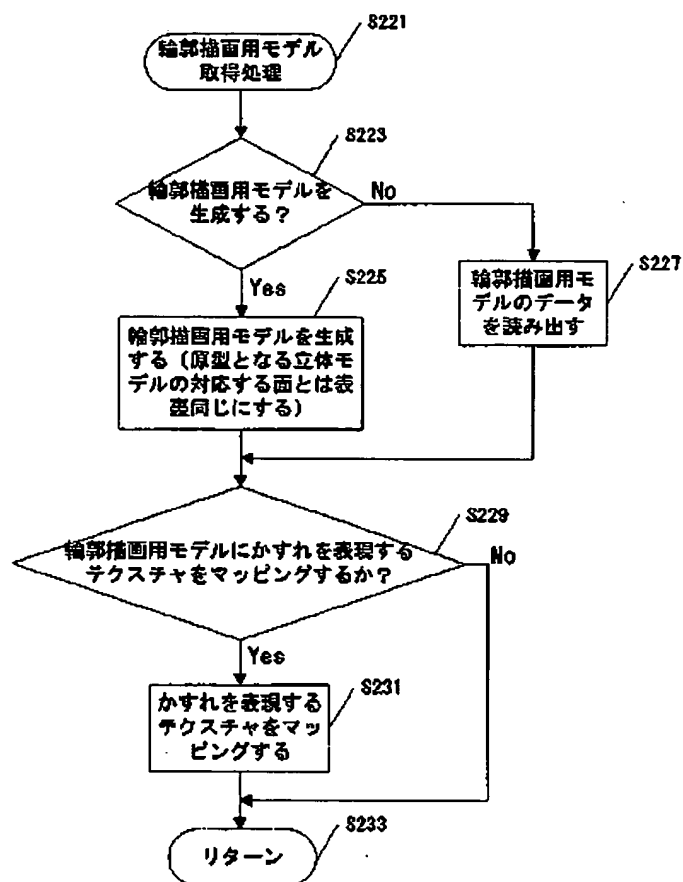 S221
輪郭描画用モデル
取得処理
S223
輪郭描画用モデルを
生成する?
No
Yes
S225
S227
輪郭描画用モ
デルのデータ
を読み出す
輪郭描画用モデルを生成
する(原型となる立体モ
デルの対応する面とは表
裏同じにする)
S229
輪郭描画用モデルにかすれを表現する
テクスチャをマッピングするか?
No
Yes
S231
かすれを表現する
テクスチャをマッ
ピングする
S233
リターン